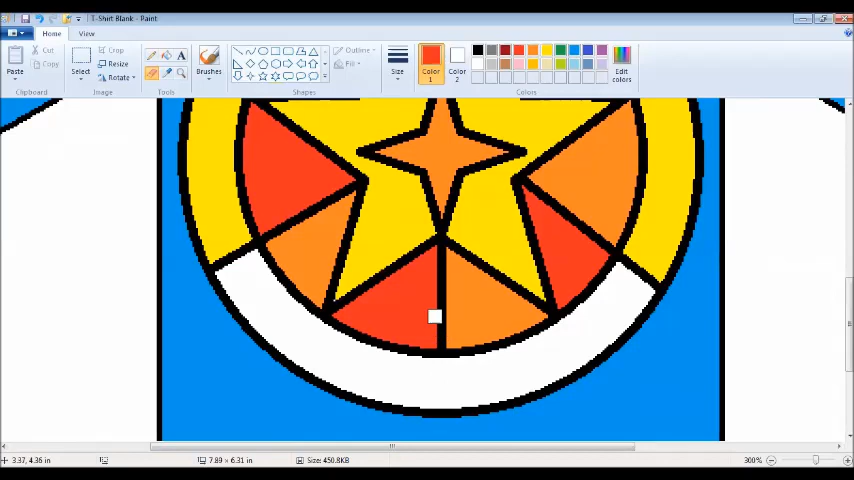 T-Shirt Blank - Paint
Home View
Paste
Cut
Copy
Clipboard
Select
Crop
Resize
Rotate
Image
A
Tools
Brushes
Shapes
Outline
Fill
Size
Color 1
Color 2
Edit colors
Colors
3.37, 4.36 in
7.89 × 6.31 in
Size: 450.8KB
300%